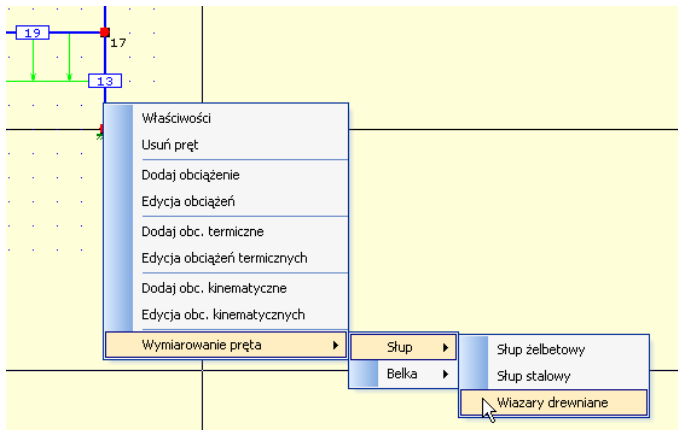 19
17
13
Właściwości
Usuń pręt
Dodaj obciążenie
Edycja obciążeń
Dodaj obc. termiczne
Edycja obciążeń termicznych
Dodaj obc. kinematyczne
Edycja obc. kinematycznych
Wymiarowanie pręta
Słup
Belka
Słup żelbetowy
Słup stalowy
Wiazary drewniane